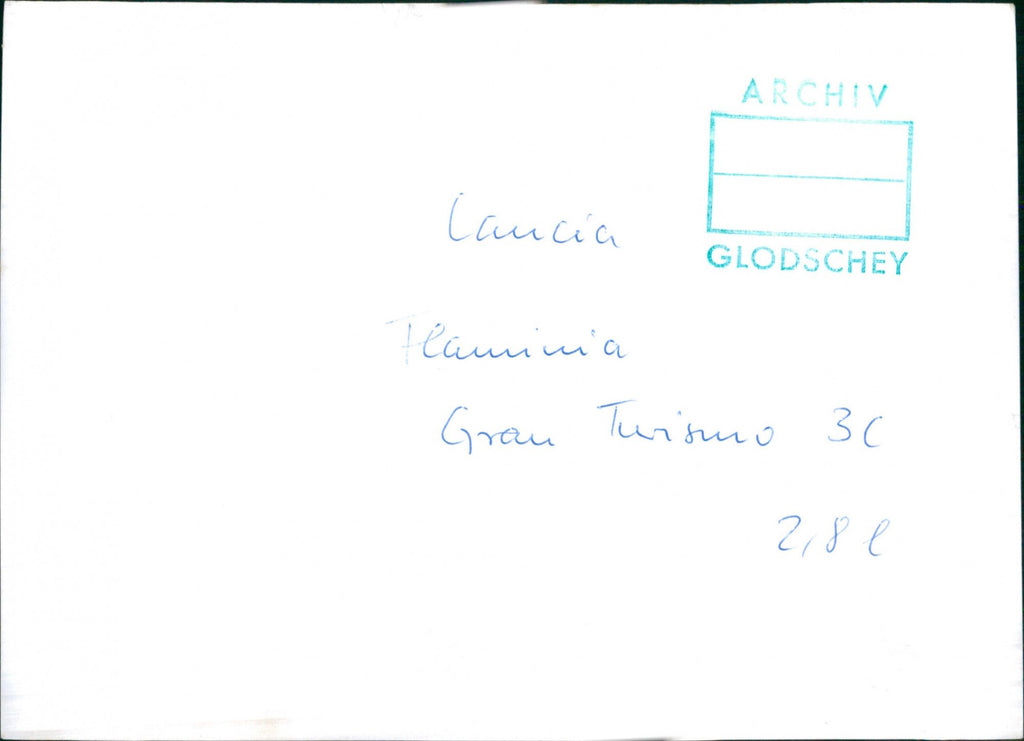 ARCHIV
GLODSCHEY
Lancia
Flaminia
Gran Turismo 3C
2,8 l